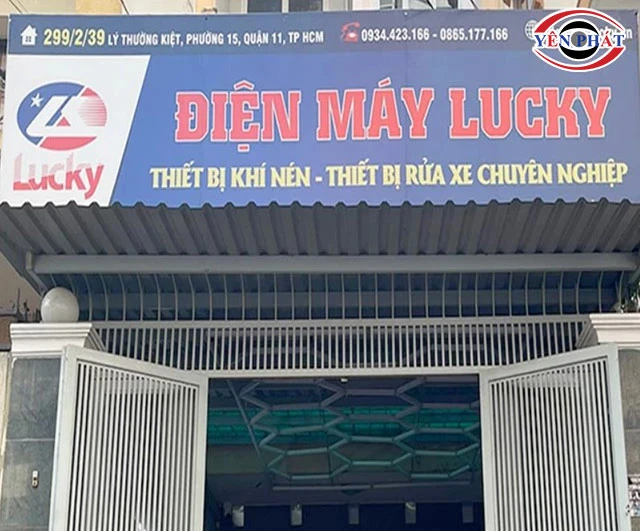 299/2/39 LÝ THƯỜNG KIỆT, PHƯỜNG 15, QUẬN 11, TP HCM 0934.423.166 - 0865.177.166
YÊN PHÁT
Lucky
ĐIỆN MÁY LUCKY
THIẾT BỊ KHÍ NÉN - THIẾT BỊ RỬA XE CHUYÊN NGHIỆP